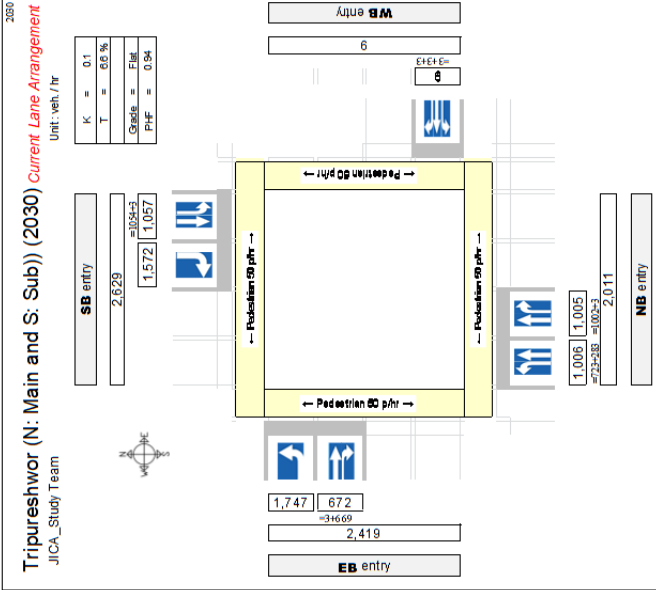 2030
Tripureshwor (N: Main and S: Sub)) (2030) Current Lane Arrangement
JICA_Study Team
Unit: veh. / hr
K = 0.1
T = 6.6 %
Grade = Flat
PHF = 0.94
SB entry
2,629
=1054+3
1,572 1,057
N
E
S
W
← Pedestrian 50 p/hr →
WB entry
9
=3+3+3
9
← Pedestrian 50 p/hr →
← Pedestrian 50 p/hr →
← Pedestrian 50 p/hr →
1,747 672
=3+669
2,419
EB entry
1,006 1,005
=723+283 =1002+3
2,011
NB entry